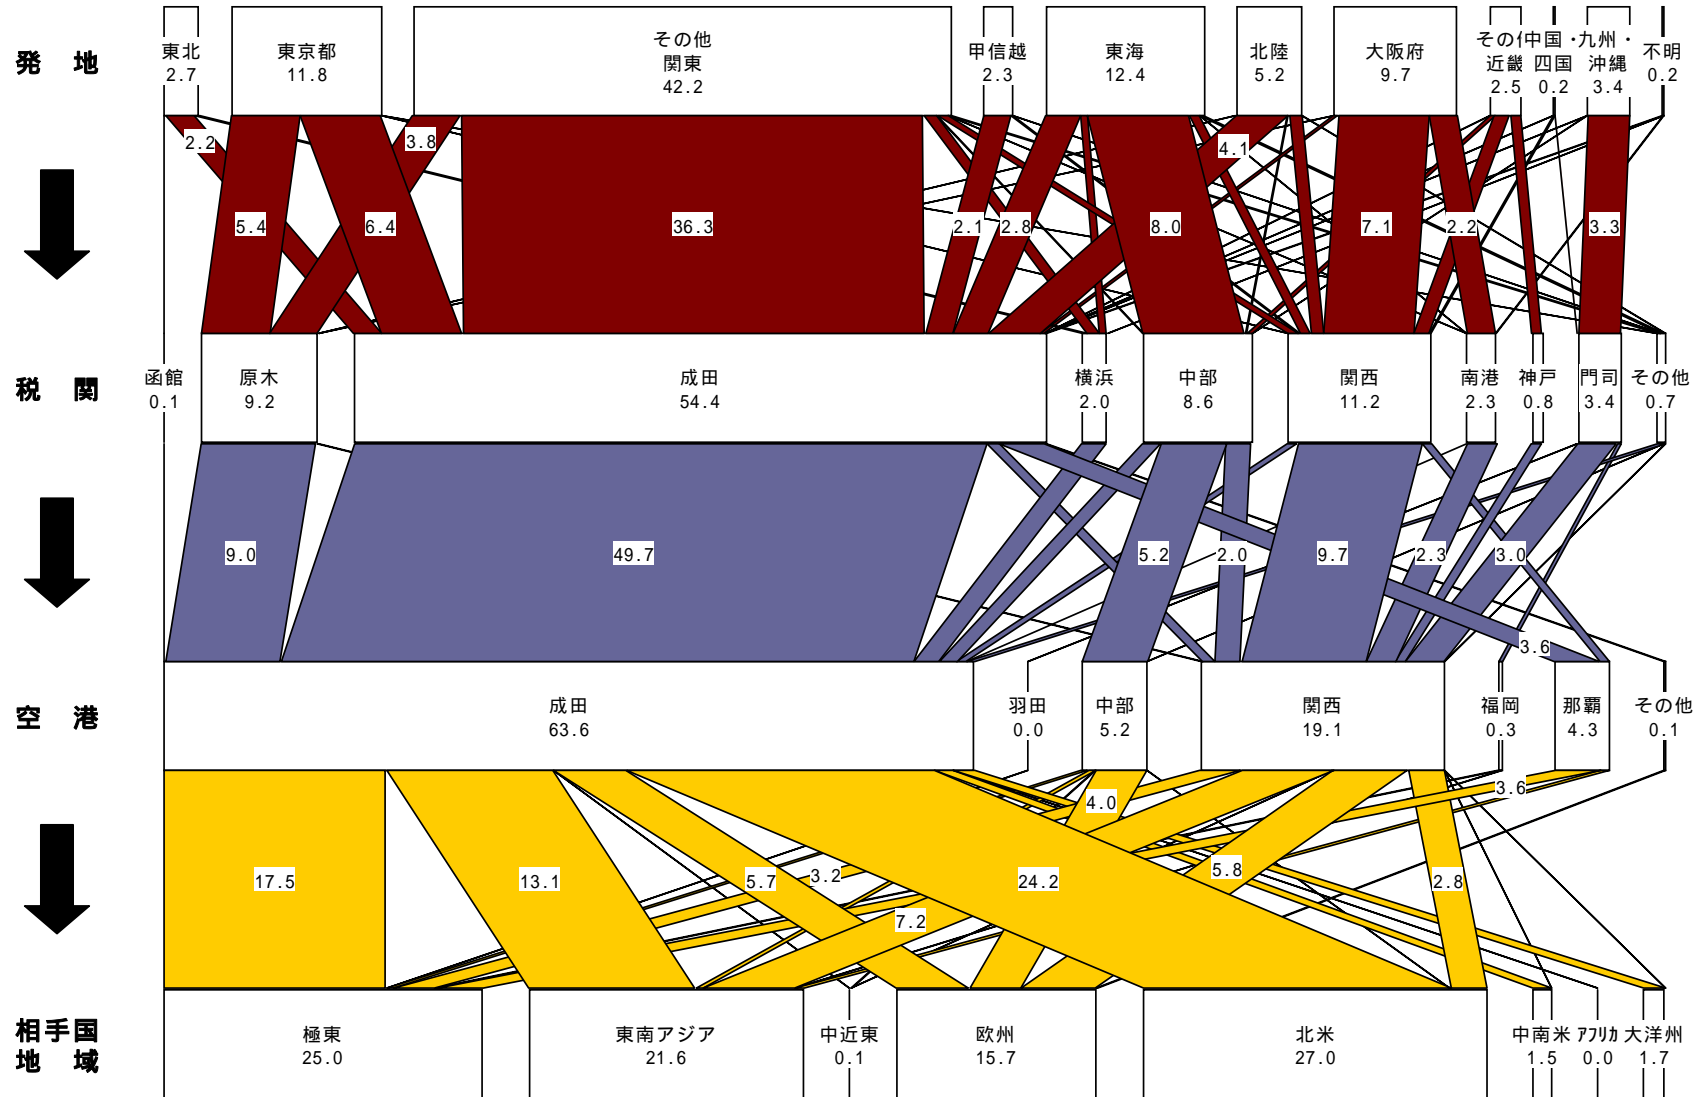 発 地
東北
2.7
東京都
11.8
その他
関東
42.2
甲信越
2.3
東海
12.4
北陸
5.2
大阪府
9.7
その他
近畿
2.5
中国・
四国
0.2
九州・
沖縄
3.4
不明
0.2
2.2
3.8
4.1
5.4
6.4
36.3
2.1
2.8
8.0
7.1
2.2
3.3
税 関
函館
0.1
原木
9.2
成田
54.4
横浜
2.0
中部
8.6
関西
11.2
南港
2.3
神戸
0.8
門司
3.4
その他
0.7
9.0
49.7
5.2
2.0
9.7
2.3
3.0
3.6
空 港
成田
63.6
羽田
0.0
中部
5.2
関西
19.1
福岡
0.3
那覇
4.3
その他
0.1
3.6
4.0
17.5
13.1
5.7
3.2
24.2
5.8
2.8
7.2
相手国
地 域
極東
25.0
東南アジア
21.6
中近東
0.1
欧州
15.7
北米
27.0
中南米
1.5
ｱﾌﾘｶ
0.0
大洋州
1.7